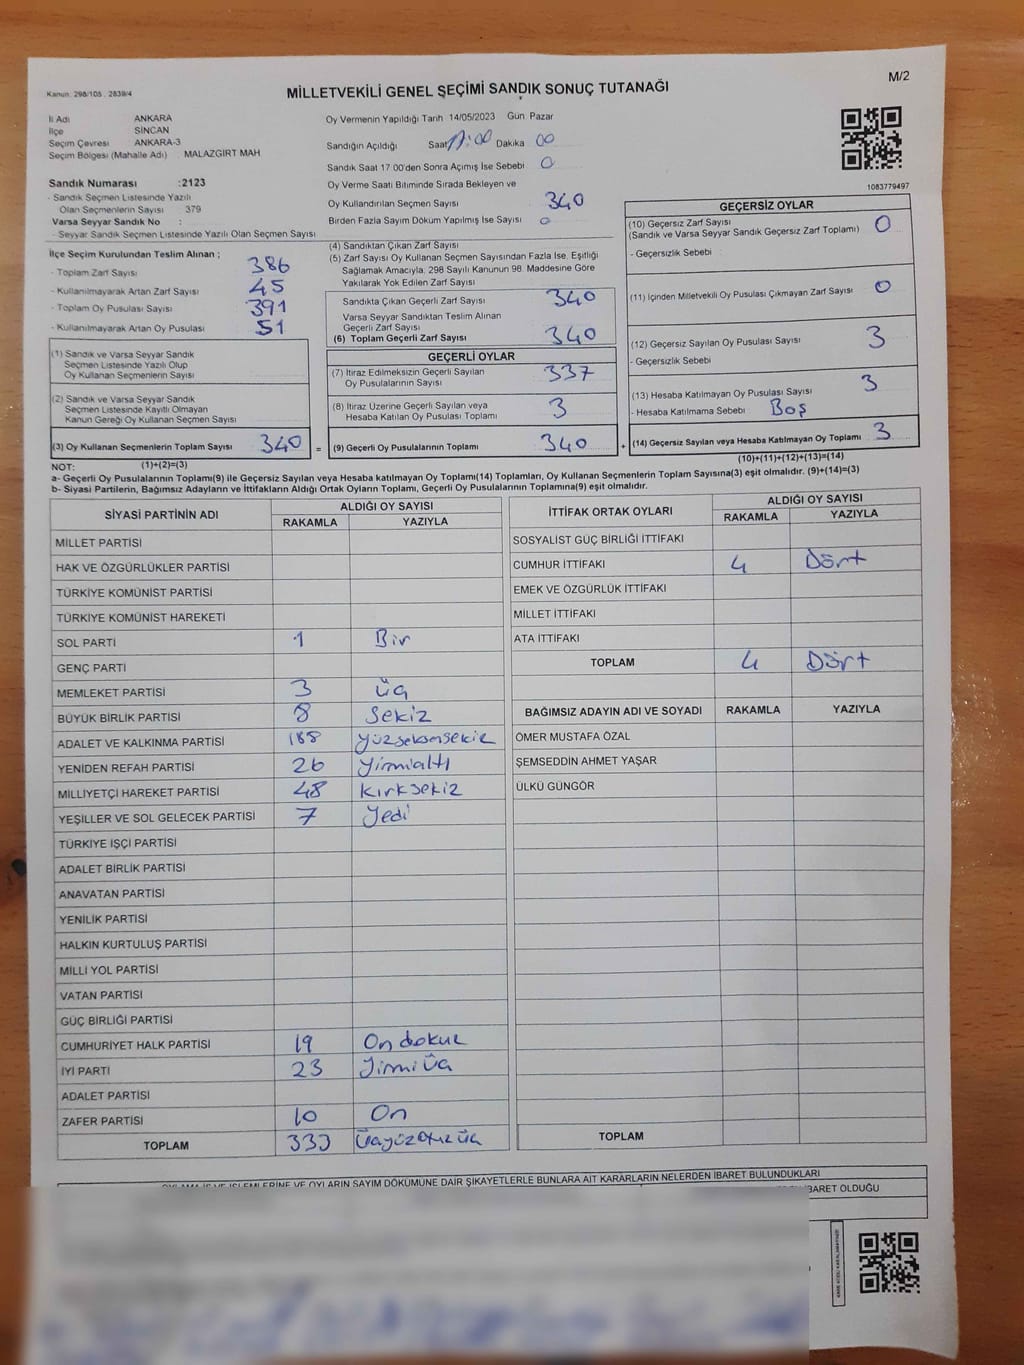 M/2
Kanun: 298/105 , 2839/4
MİLLETVEKİLİ GENEL SEÇİMİ SANDIK SONUÇ TUTANAĞI
İl Adı ANKARA
İlçe SİNCAN
Seçim Çevresi ANKARA-3
Seçim Bölgesi (Mahalle Adı) : MALAZGİRT MAH
Sandık Numarası :2123
- Sandık Seçmen Listesinde Yazılı
Olan Seçmenlerin Sayısı : 379
Varsa Seyyar Sandık No :
- Seyyar Sandık Seçmen Listesinde Yazılı Olan Seçmen Sayısı
Oy Vermenin Yapıldığı Tarih 14/05/2023 Gün Pazar
Sandığın Açıldığı Saat 17:00 Dakika 00
Sandık Saat 17 00'den Sonra Açımış İse Sebebi 0
Oy Verme Saati Bitiminde Sırada Bekleyen ve
Oy Kullandırılan Seçmen Sayısı 340
Birden Fazla Sayım Döküm Yapılmış İse Sayısı 0
1083779497
İlçe Seçim Kurulundan Teslim Alınan ;
- Toplam Zarf Sayısı 386
- Kullanılmayarak Artan Zarf Sayısı 45
- Toplam Oy Pusulası Sayısı 391
- Kullanılmayarak Artan Oy Pusulası 51
(1) Sandık ve Varsa Seyyar Sandık
Seçmen Listesinde Yazılı Olup
Oy Kullanan Seçmenlerin Sayısı
(2) Sandık ve Varsa Seyyar Sandık
Seçmen Listesinde Kayıtlı Olmayan
Kanun Gereği Oy Kullanan Seçmen Sayısı
(3) Oy Kullanan Seçmenlerin Toplam Sayısı 340 =
(4) Sandıktan Çıkan Zarf Sayısı
(5) Zarf Sayısı Oy Kullanan Seçmen Sayısından Fazla İse, Eşitliği
Sağlamak Amacıyla, 298 Sayılı Kanunun 98. Maddesine Göre
Yakılarak Yok Edilen Zarf Sayısı
Sandıkta Çıkan Geçerli Zarf Sayısı 340
Varsa Seyyar Sandıktan Teslim Alınan
Geçerli Zarf Sayısı
(6) Toplam Geçerli Zarf Sayısı 340
GEÇERLİ OYLAR
(7) İtiraz Edilmeksizin Geçerli Sayılan
Oy Pusulalarının Sayısı 337
(8) İtiraz Üzerine Geçerli Sayılan veya
Hesaba Katılan Oy Pusulası Toplamı 3
(9) Geçerli Oy Pusulalarının Toplamı 340 +
GEÇERSİZ OYLAR
(10) Geçersiz Zarf Sayısı
(Sandık ve Varsa Seyyar Sandık Geçersiz Zarf Toplamı) 0
- Geçersizlik Sebebi :
(11) İçinden Milletvekili Oy Pusulası Çıkmayan Zarf Sayısı 0
(12) Geçersiz Sayılan Oy Pusulası Sayısı 3
- Geçersizlik Sebebi
(13) Hesaba Katılmayan Oy Pusulası Sayısı 3
- Hesaba Katılmama Sebebi Boş
(14) Geçersiz Sayılan veya Hesaba Katılmayan Oy Toplamı 3
NOT: (1)+(2)=(3)
(10)+(11)+(12)+(13)=(14)
a- Geçerli Oy Pusulalarının Toplamı(9) ile Geçersiz Sayılan veya Hesaba katılmayan Oy Toplamı(14) Toplamları, Oy Kullanan Seçmenlerin Toplam Sayısına(3) eşit olmalıdır. (9)+(14)=(3)
b- Siyasi Partilerin, Bağımsız Adayların ve İttifakların Aldığı Ortak Oyların Toplamı, Geçerli Oy Pusulalarının Toplamına(9) eşit olmalıdır.
SİYASİ PARTİNİN ADI ALDIĞI OY SAYISI
RAKAMLA YAZIYLA
MİLLET PARTİSİ
HAK VE ÖZGÜRLÜKLER PARTİSİ
TÜRKİYE KOMÜNİST PARTİSİ
TÜRKİYE KOMÜNİST HAREKETİ
SOL PARTİ 1 Bir
GENÇ PARTİ
MEMLEKET PARTİSİ 3 üç
BÜYÜK BİRLİK PARTİSİ 8 Sekiz
ADALET VE KALKINMA PARTİSİ 188 yüzseksensekiz
YENİDEN REFAH PARTİSİ 26 yirmialtı
MİLLİYETÇİ HAREKET PARTİSİ 48 kırksekiz
YEŞİLLER VE SOL GELECEK PARTİSİ 7 Yedi
TÜRKİYE İŞÇİ PARTİSİ
ADALET BİRLİK PARTİSİ
ANAVATAN PARTİSİ
YENİLİK PARTİSİ
HALKIN KURTULUŞ PARTİSİ
MİLLİ YOL PARTİSİ
VATAN PARTİSİ
GÜÇ BİRLİĞİ PARTİSİ
CUMHURİYET HALK PARTİSİ 19 On dokuz
İYİ PARTİ 23 Yirmi üç
ADALET PARTİSİ
ZAFER PARTİSİ 10 On
TOPLAM 333 üçyüzotuzüç
İTTİFAK ORTAK OYLARI ALDIĞI OY SAYISI
RAKAMLA YAZIYLA
SOSYALİST GÜÇ BİRLİĞİ İTTİFAKI
CUMHUR İTTİFAKI 4 Dört
EMEK VE ÖZGÜRLÜK İTTİFAKI
MİLLET İTTİFAKI
ATA İTTİFAKI
TOPLAM 4 Dört
BAĞIMSIZ ADAYIN ADI VE SOYADI RAKAMLA YAZIYLA
ÖMER MUSTAFA ÖZAL
ŞEMSEDDİN AHMET YAŞAR
ÜLKÜ GÜNGÖR
TOPLAM
OYLAMA İŞ VE İŞLEMLERİNE VE OYLARIN SAYIM DÖKÜMÜNE DAİR ŞİKAYETLERLE BUNLARA AİT KARARLARIN NELERDEN İBARET BULUNDUKLARI
İBARET OLDUĞU